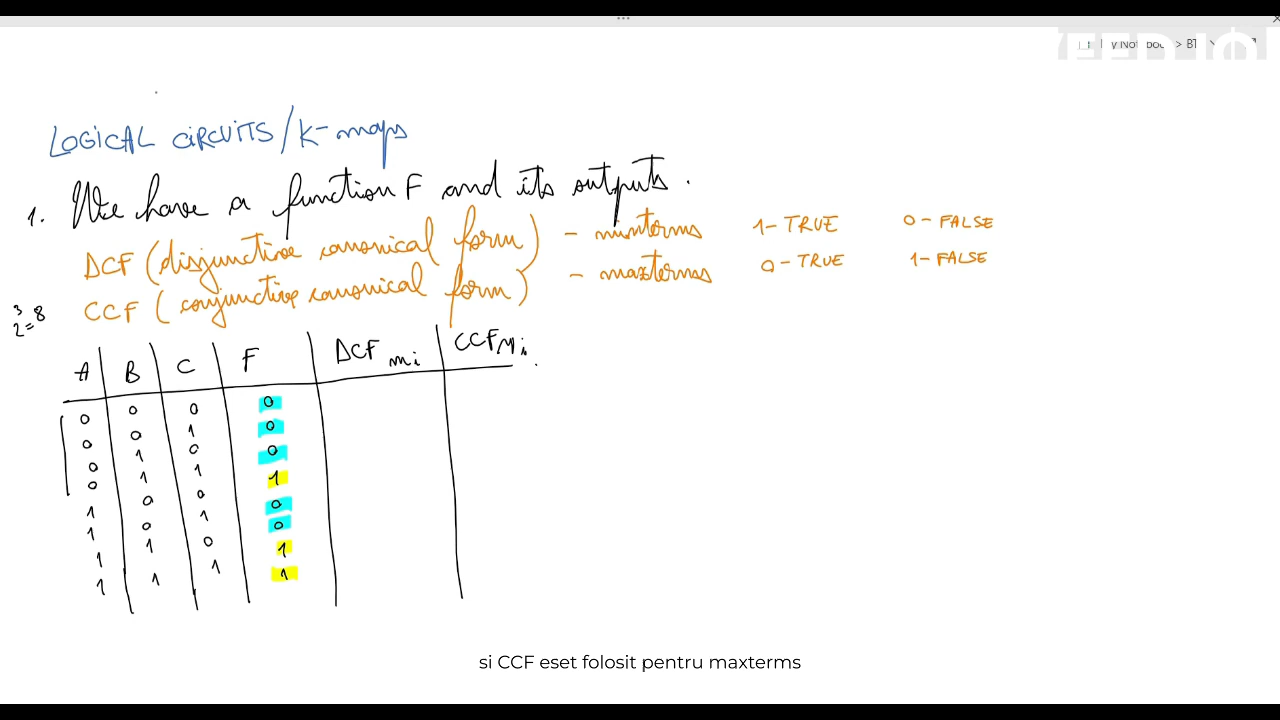 My Notebook > BT
LOGICAL CIRCUITS / K-maps
1. We have a function F and its outputs.
DCF (disjunctive canonical form) - minterms 1-TRUE 0-FALSE
CCF (conjunctive canonical form) - maxterms 0-TRUE 1-FALSE
2³=8
A B C F DCF mi CCF Mi
0 0 0 0
0 0 1 0
0 1 0 0
0 1 1 1
1 0 0 0
1 0 1 0
1 1 0 1
1 1 1 1
si CCF eset folosit pentru maxterms